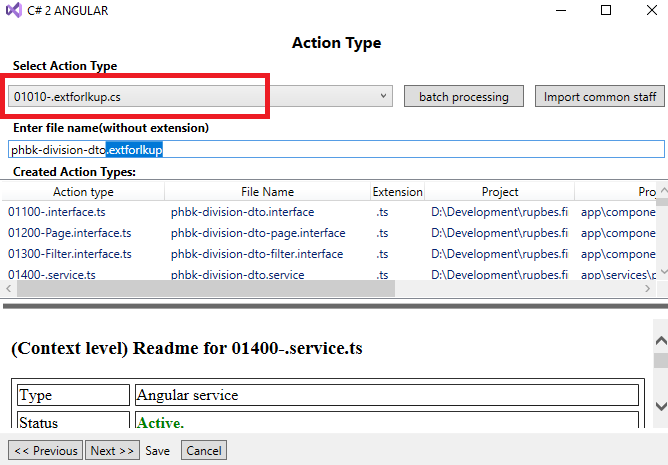 C# 2 ANGULAR
Action Type
Select Action Type
01010-.extforlkup.cs
batch processing
Import common staff
Enter file name(without extension)
phbk-division-dto.extforlkup
Created Action Types:
Action type File Name Extension Project Pro
01100-.interface.ts phbk-division-dto.interface .ts D:\Development\rupbes.fi app\compone
01200-Page.interface.ts phbk-division-dto-page.interface .ts D:\Development\rupbes.fi app\compone
01300-Filter.interface.ts phbk-division-dto-filter.interface .ts D:\Development\rupbes.fi app\compone
01400-.service.ts phbk-division-dto.service .ts D:\Development\rupbes.fi app\services\p
(Context level) Readme for 01400-.service.ts
Type Angular service
Status Active.
<< Previous Next >> Save Cancel